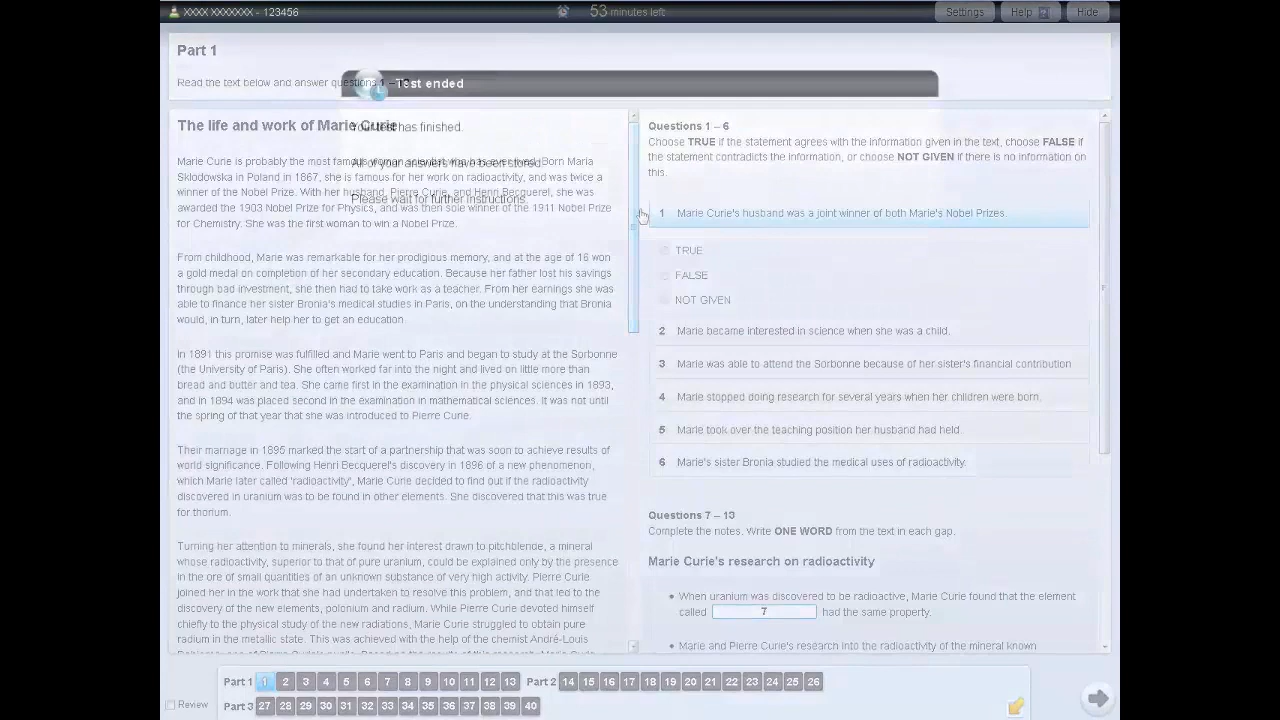 XXXX XXXXXXX - 123456
53 minutes left
Settings
Help
Hide
Part 1
Read the text below and answer questions 1 –
Test ended
Your test has finished.
All of your answers have been stored.
Please wait for further instructions.
The life and work of Marie Curie
Marie Curie is probably the most famous woman scientist who has ever lived. Born Maria
Sklodowska in Poland in 1867, she is famous for her work on radioactivity, and was twice a
winner of the Nobel Prize. With her husband, Pierre Curie, and Henri Becquerel, she was
awarded the 1903 Nobel Prize for Physics, and was then sole winner of the 1911 Nobel Prize
for Chemistry. She was the first woman to win a Nobel Prize.
From childhood, Marie was remarkable for her prodigious memory, and at the age of 16 won
a gold medal on completion of her secondary education. Because her father lost his savings
through bad investment, she then had to take work as a teacher. From her earnings she was
able to finance her sister Bronia's medical studies in Paris, on the understanding that Bronia
would, in turn, later help her to get an education.
In 1891 this promise was fulfilled and Marie went to Paris and began to study at the Sorbonne
(the University of Paris). She often worked far into the night and lived on little more than
bread and butter and tea. She came first in the examination in the physical sciences in 1893,
and in 1894 was placed second in the examination in mathematical sciences. It was not until
the spring of that year that she was introduced to Pierre Curie.
Their marriage in 1895 marked the start of a partnership that was soon to achieve results of
world significance. Following Henri Becquerel's discovery in 1896 of a new phenomenon,
which Marie later called 'radioactivity', Marie Curie decided to find out if the radioactivity
discovered in uranium was to be found in other elements. She discovered that this was true
for thorium.
Turning her attention to minerals, she found her interest drawn to pitchblende, a mineral
whose radioactivity, superior to that of pure uranium, could be explained only by the presence
in the ore of small quantities of an unknown substance of very high activity. Pierre Curie
joined her in the work that she had undertaken to resolve this problem, and that led to the
discovery of the new elements, polonium and radium. While Pierre Curie devoted himself
chiefly to the physical study of the new radiations, Marie Curie struggled to obtain pure
radium in the metallic state. This was achieved with the help of the chemist André-Louis
Questions 1 – 6
Choose TRUE if the statement agrees with the information given in the text, choose FALSE if
the statement contradicts the information, or choose NOT GIVEN if there is no information on
this.
1 Marie Curie's husband was a joint winner of both Marie's Nobel Prizes.
TRUE
FALSE
NOT GIVEN
2 Marie became interested in science when she was a child.
3 Marie was able to attend the Sorbonne because of her sister's financial contribution
4 Marie stopped doing research for several years when her children were born.
5 Marie took over the teaching position her husband had held.
6 Marie's sister Bronia studied the medical uses of radioactivity.
Questions 7 – 13
Complete the notes. Write ONE WORD from the text in each gap.
Marie Curie's research on radioactivity
• When uranium was discovered to be radioactive, Marie Curie found that the element
called 7 had the same property.
• Marie and Pierre Curie's research into the radioactivity of the mineral known
Part 1 1 2 3 4 5 6 7 8 9 10 11 12 13 Part 2 14 15 16 17 18 19 20 21 22 23 24 25 26
Review
Part 3 27 28 29 30 31 32 33 34 35 36 37 38 39 40